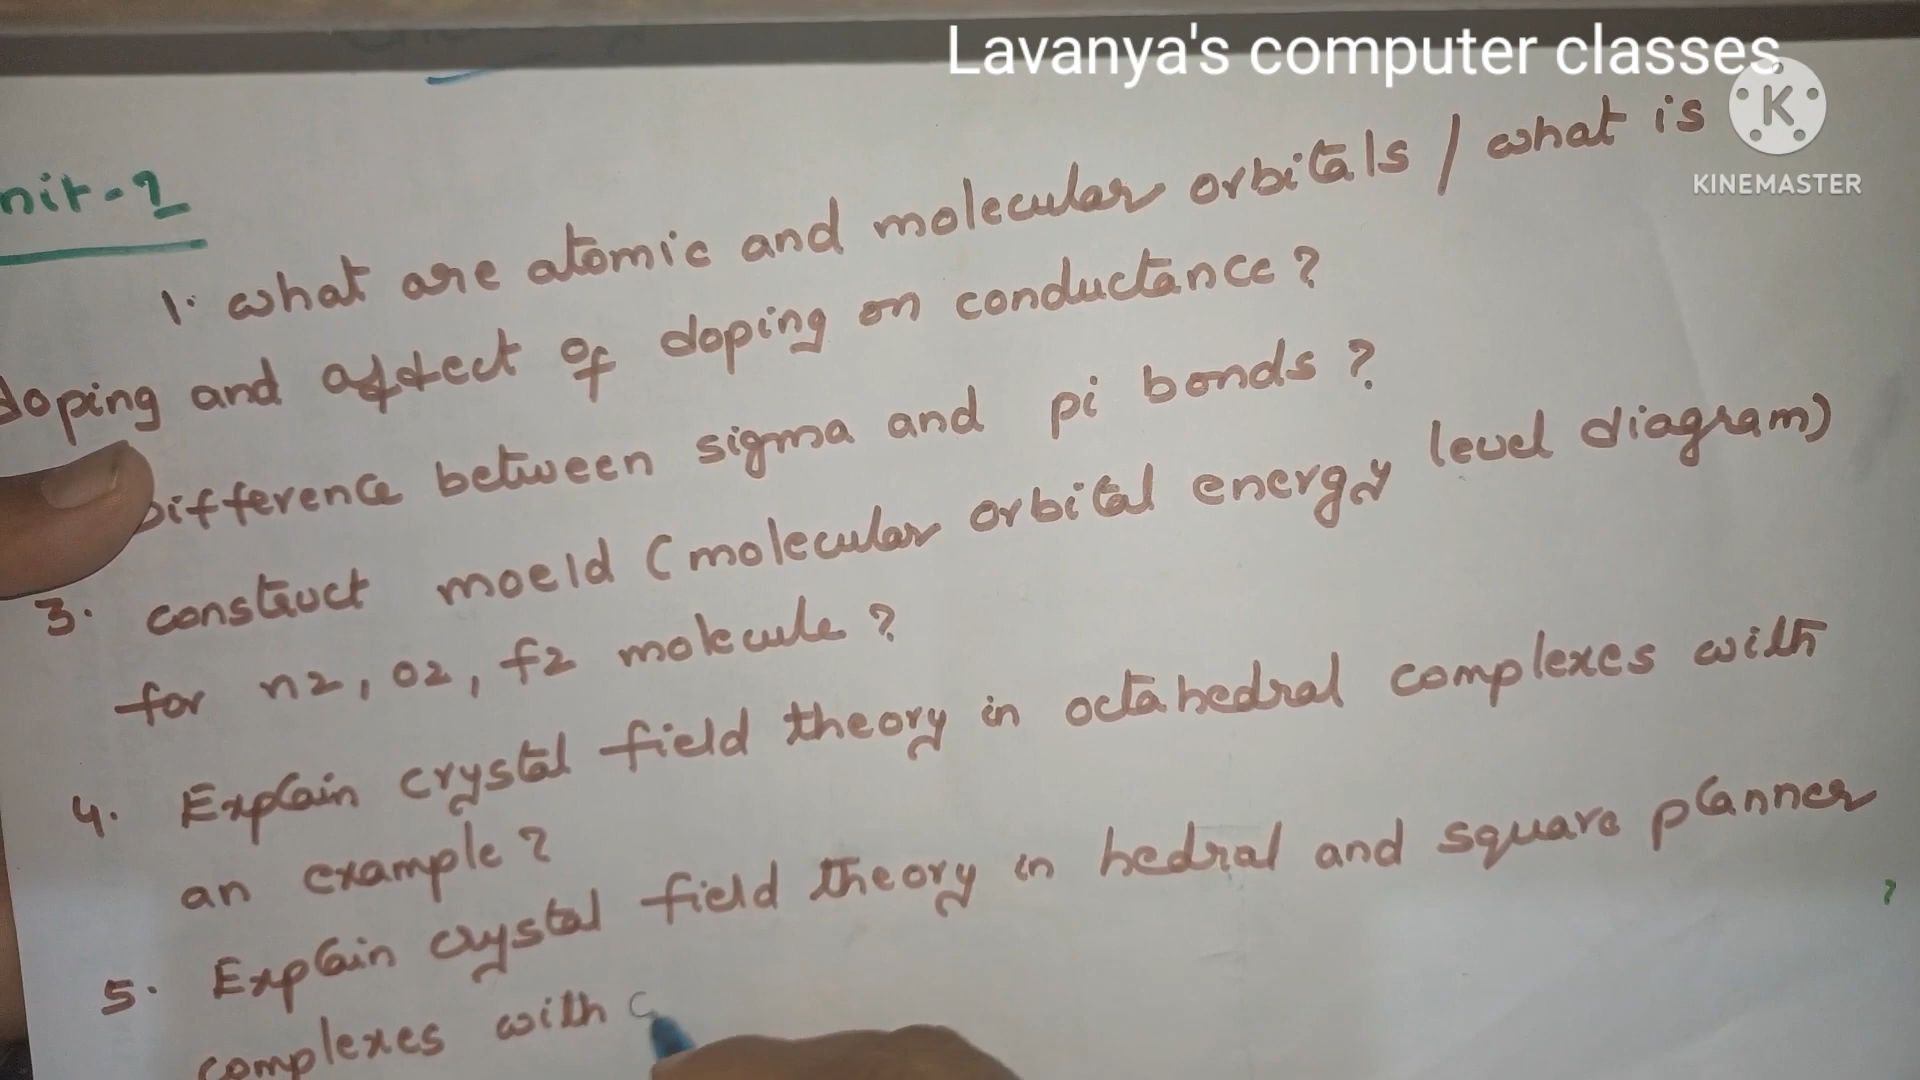 Lavanya's computer classes
KINEMASTER
nit-1
1. what are atomic and molecular orbitals / what is
doping and affect of doping on conductance?
Difference between sigma and pi bonds?
3. construct moeld (molecular orbital energy level diagram)
for n2, o2, f2 molecule?
4. Explain crystal field theory in octahedral complexes with
an example?
5. Explain crystal field theory in hedral and square planner
complexes with